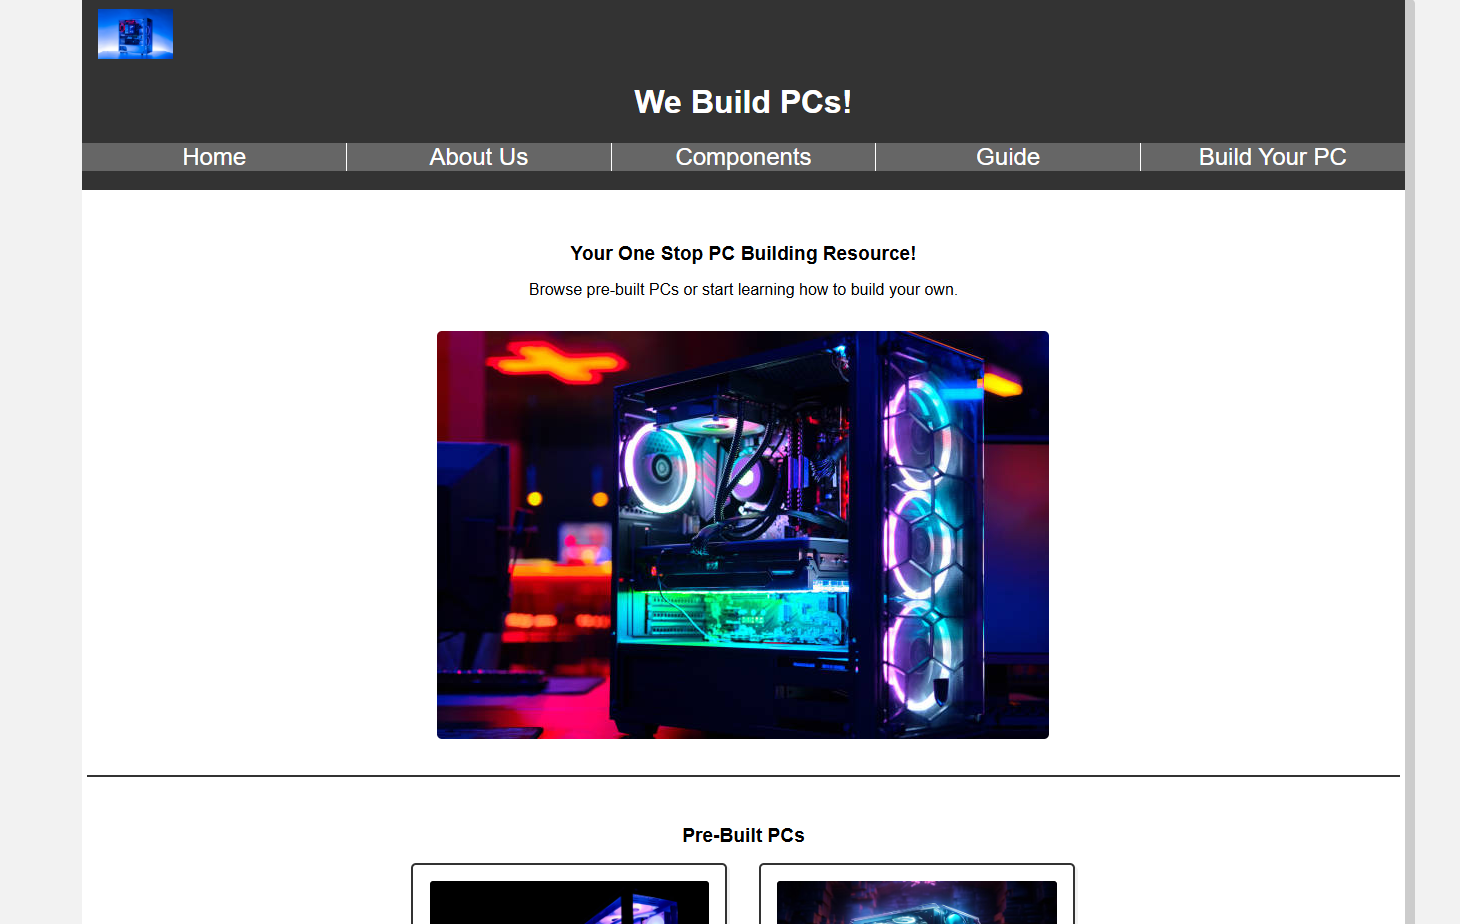 We Build PCs!
Home
About Us
Components
Guide
Build Your PC
Your One Stop PC Building Resource!
Browse pre-built PCs or start learning how to build your own.
Pre-Built PCs